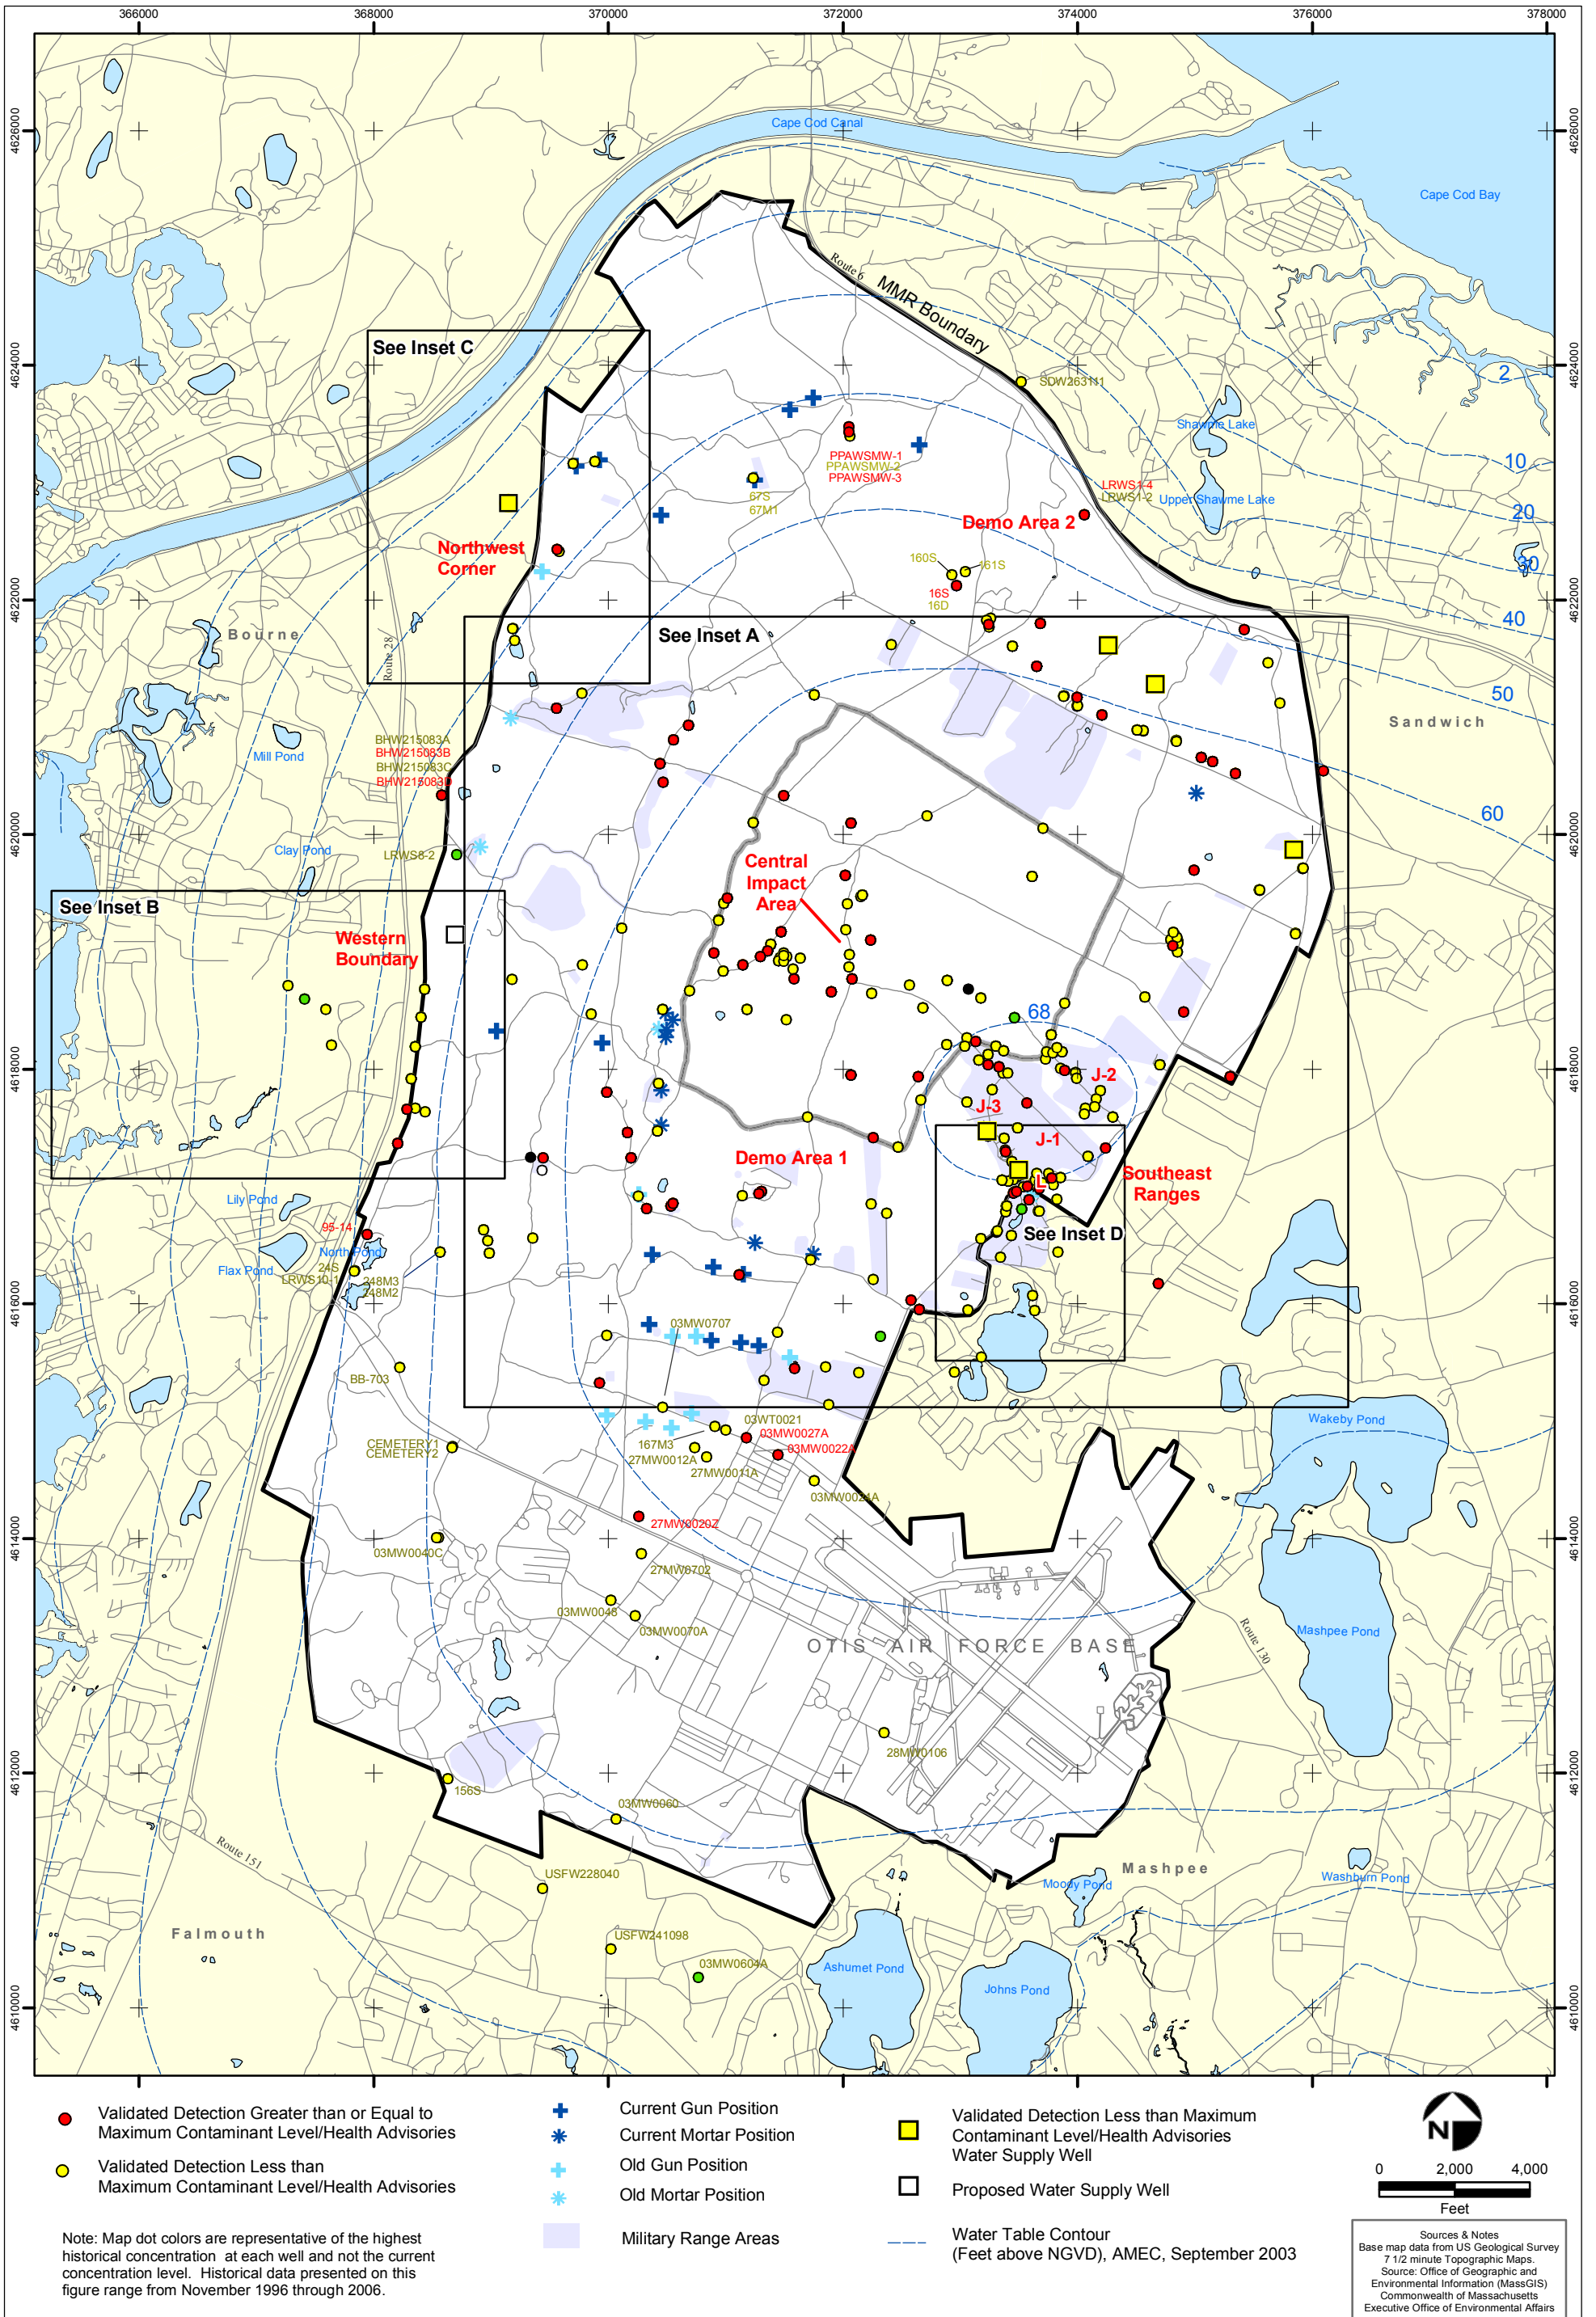 366000
368000
370000
372000
374000
376000
378000
4626000
4626000
Cape Cod Canal
Cape Cod Bay
Route 6
MMR Boundary
4624000
4624000
See Inset C
SDW263111
2
Shawme Lake
10
PPAWSMW-1
PPAWSMW-2
PPAWSMW-3
67S
67M1
LRWS1-4
LRWS1-2
Upper Shawme Lake
20
Demo Area 2
Northwest
Corner
30
160S
161S
16S
16D
4622000
4622000
40
Bourne
Route 28
See Inset A
50
Sandwich
BHW215083A
BHW215083B
BHW215083C
BHW215083D
Mill Pond
60
4620000
4620000
Clay Pond
LRWS8-2
Central
Impact
Area
See Inset B
Western
Boundary
68
4618000
4618000
J-2
J-3
J-1
Demo Area 1
Southeast
Ranges
L
Lily Pond
95-14
See Inset D
North Pond
Flax Pond
24S
LRWS10-1
248M3
248M2
4616000
4616000
03MW0707
BB-703
Wakeby Pond
03WT0021
03MW0027A
CEMETERY1
CEMETERY2
167M3
03MW0022A
27MW0012A
27MW0011A
03MW0024A
4614000
4614000
27MW0020Z
03MW0040C
27MW0702
03MW0048
03MW0070A
OTIS AIR FORCE BASE
Route 130
Mashpee Pond
28MW0106
4612000
4612000
156S
03MW0060
Route 151
USFW228040
Mashpee
Moody Pond
Washburn Pond
Falmouth
USFW241098
03MW0604A
Ashumet Pond
Johns Pond
4610000
4610000
Validated Detection Greater than or Equal to
Maximum Contaminant Level/Health Advisories
Validated Detection Less than
Maximum Contaminant Level/Health Advisories
Note: Map dot colors are representative of the highest
historical concentration at each well and not the current
concentration level. Historical data presented on this
figure range from November 1996 through 2006.
Current Gun Position
Current Mortar Position
Old Gun Position
Old Mortar Position
Military Range Areas
Validated Detection Less than Maximum
Contaminant Level/Health Advisories
Water Supply Well
Proposed Water Supply Well
Water Table Contour
(Feet above NGVD), AMEC, September 2003
N
0 2,000 4,000
Feet
Sources & Notes
Base map data from US Geological Survey
7 1/2 minute Topographic Maps.
Source: Office of Geographic and
Environmental Information (MassGIS)
Commonwealth of Massachusetts
Executive Office of Environmental Affairs